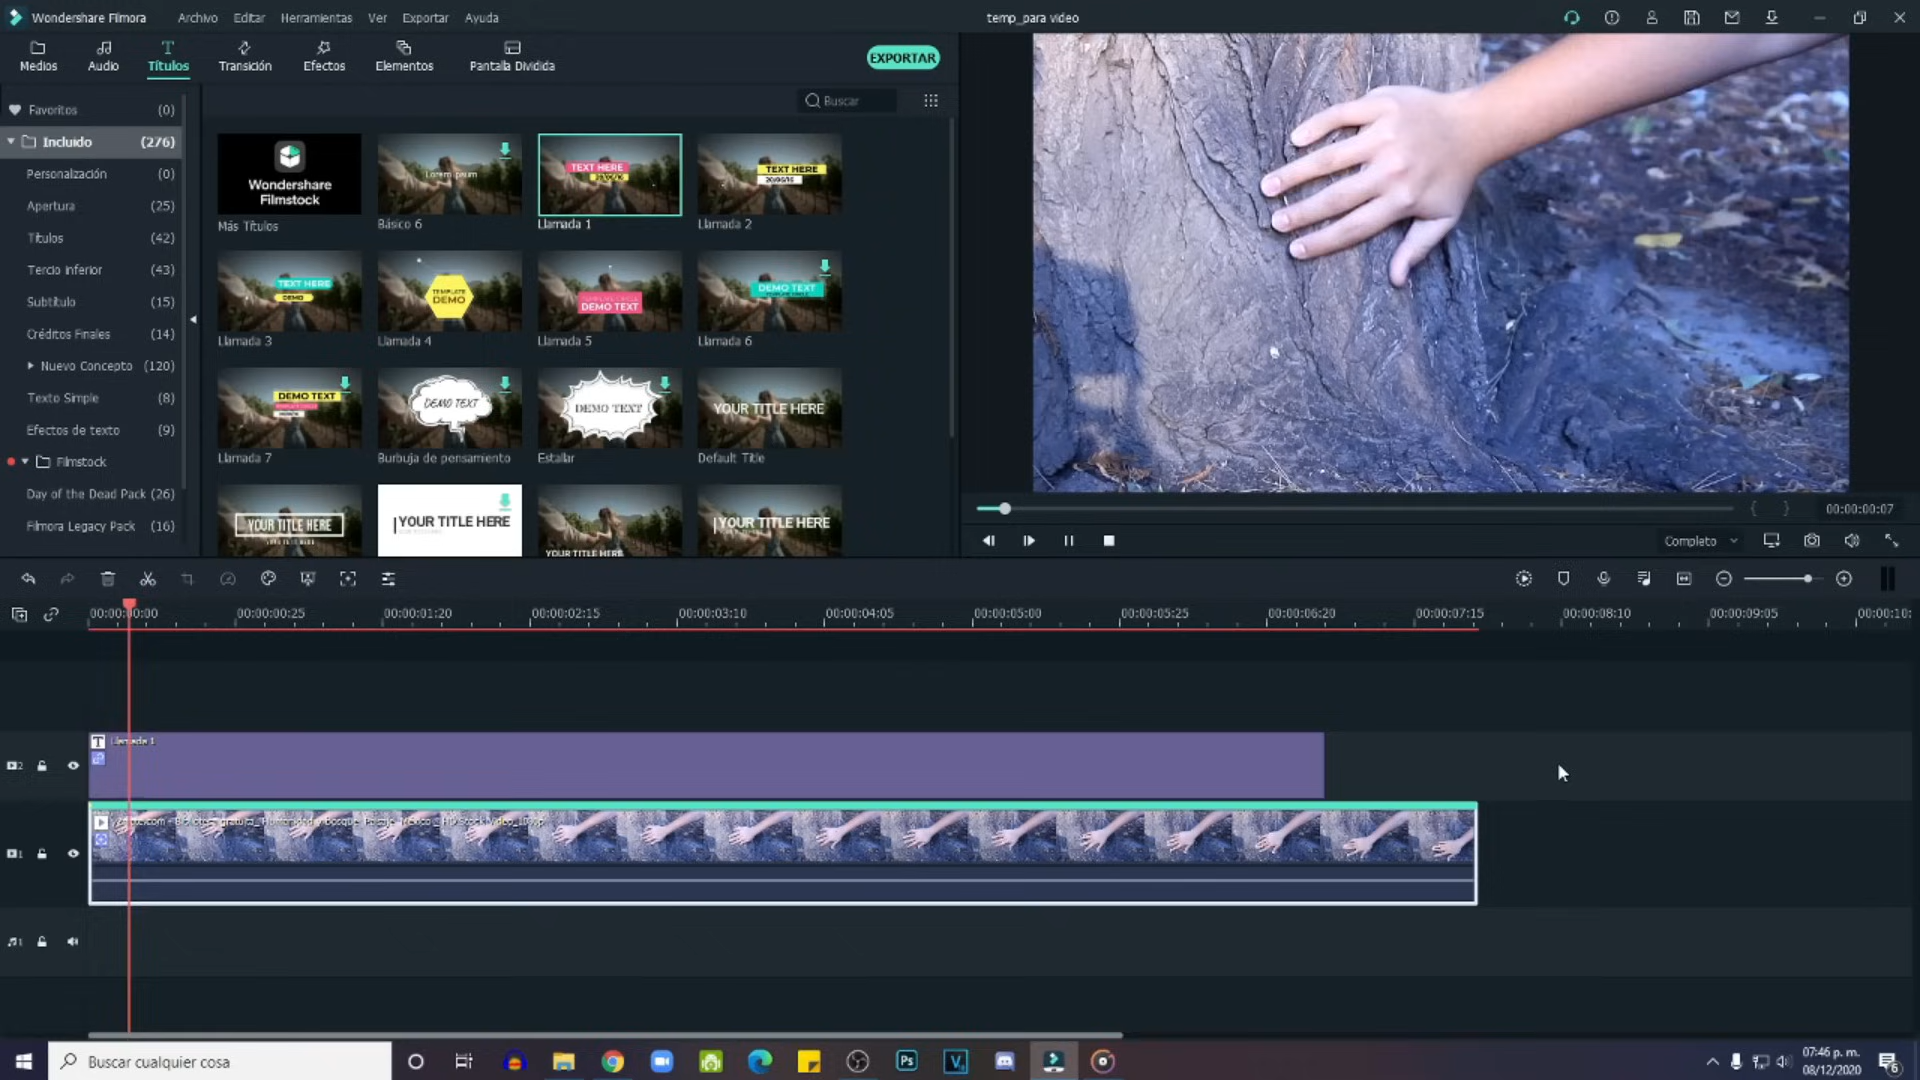 Wondershare Filmora Archivo Editar Herramientas Ver Exportar Ayuda temp_para video
Medios Audio Títulos Transición Efectos Elementos Pantalla Dividida EXPORTAR
Favoritos (0)
Incluido (276)
Personalización (0)
Apertura (25)
Títulos (42)
Tercio inferior (43)
Subtítulo (15)
Créditos Finales (14)
Nuevo Concepto (120)
Texto Simple (8)
Efectos de texto (9)
Filmstock
Day of the Dead Pack (26)
Filmora Legacy Pack (16)
Buscar
Wondershare
Filmstock
Más Títulos
Lorem Ipsum
Básico 6
TEXT HERE
Llamada 1
TEXT HERE
Llamada 2
TEXT HERE
DEMO
Llamada 3
TEMPLATE
DEMO
Llamada 4
DEMO TEXT
Llamada 5
DEMO TEXT
Llamada 6
DEMO TEXT
Llamada 7
DEMO TEXT
Burbuja de pensamiento
DEMO TEXT
Estallar
YOUR TITLE HERE
Default Title
YOUR TITLE HERE
YOUR TITLE HERE
YOUR TITLE HERE
YOUR TITLE HERE
00:00:00:07
Completo
00:00:00:00 00:00:00:25 00:00:01:20 00:00:02:15 00:00:03:10 00:00:04:05 00:00:05:00 00:00:05:25 00:00:06:20 00:00:07:15 00:00:08:10 00:00:09:05 00:00:10:
2
T Llamada 1
1
1
Buscar cualquier cosa
Ps
07:46 p. m.
08/12/2020
6